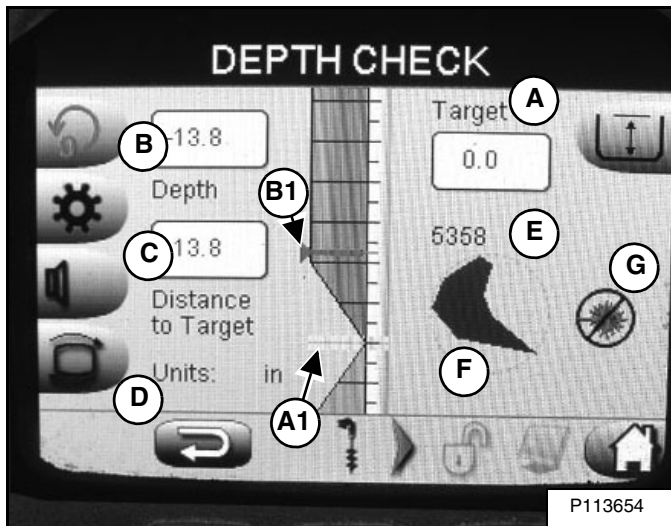 DEPTH CHECK
A
Target
B
-13.8
0.0
Depth
B1
5358
E
C
13.8
G
Distance
to Target
F
Units: in
D
A1
0
P113654